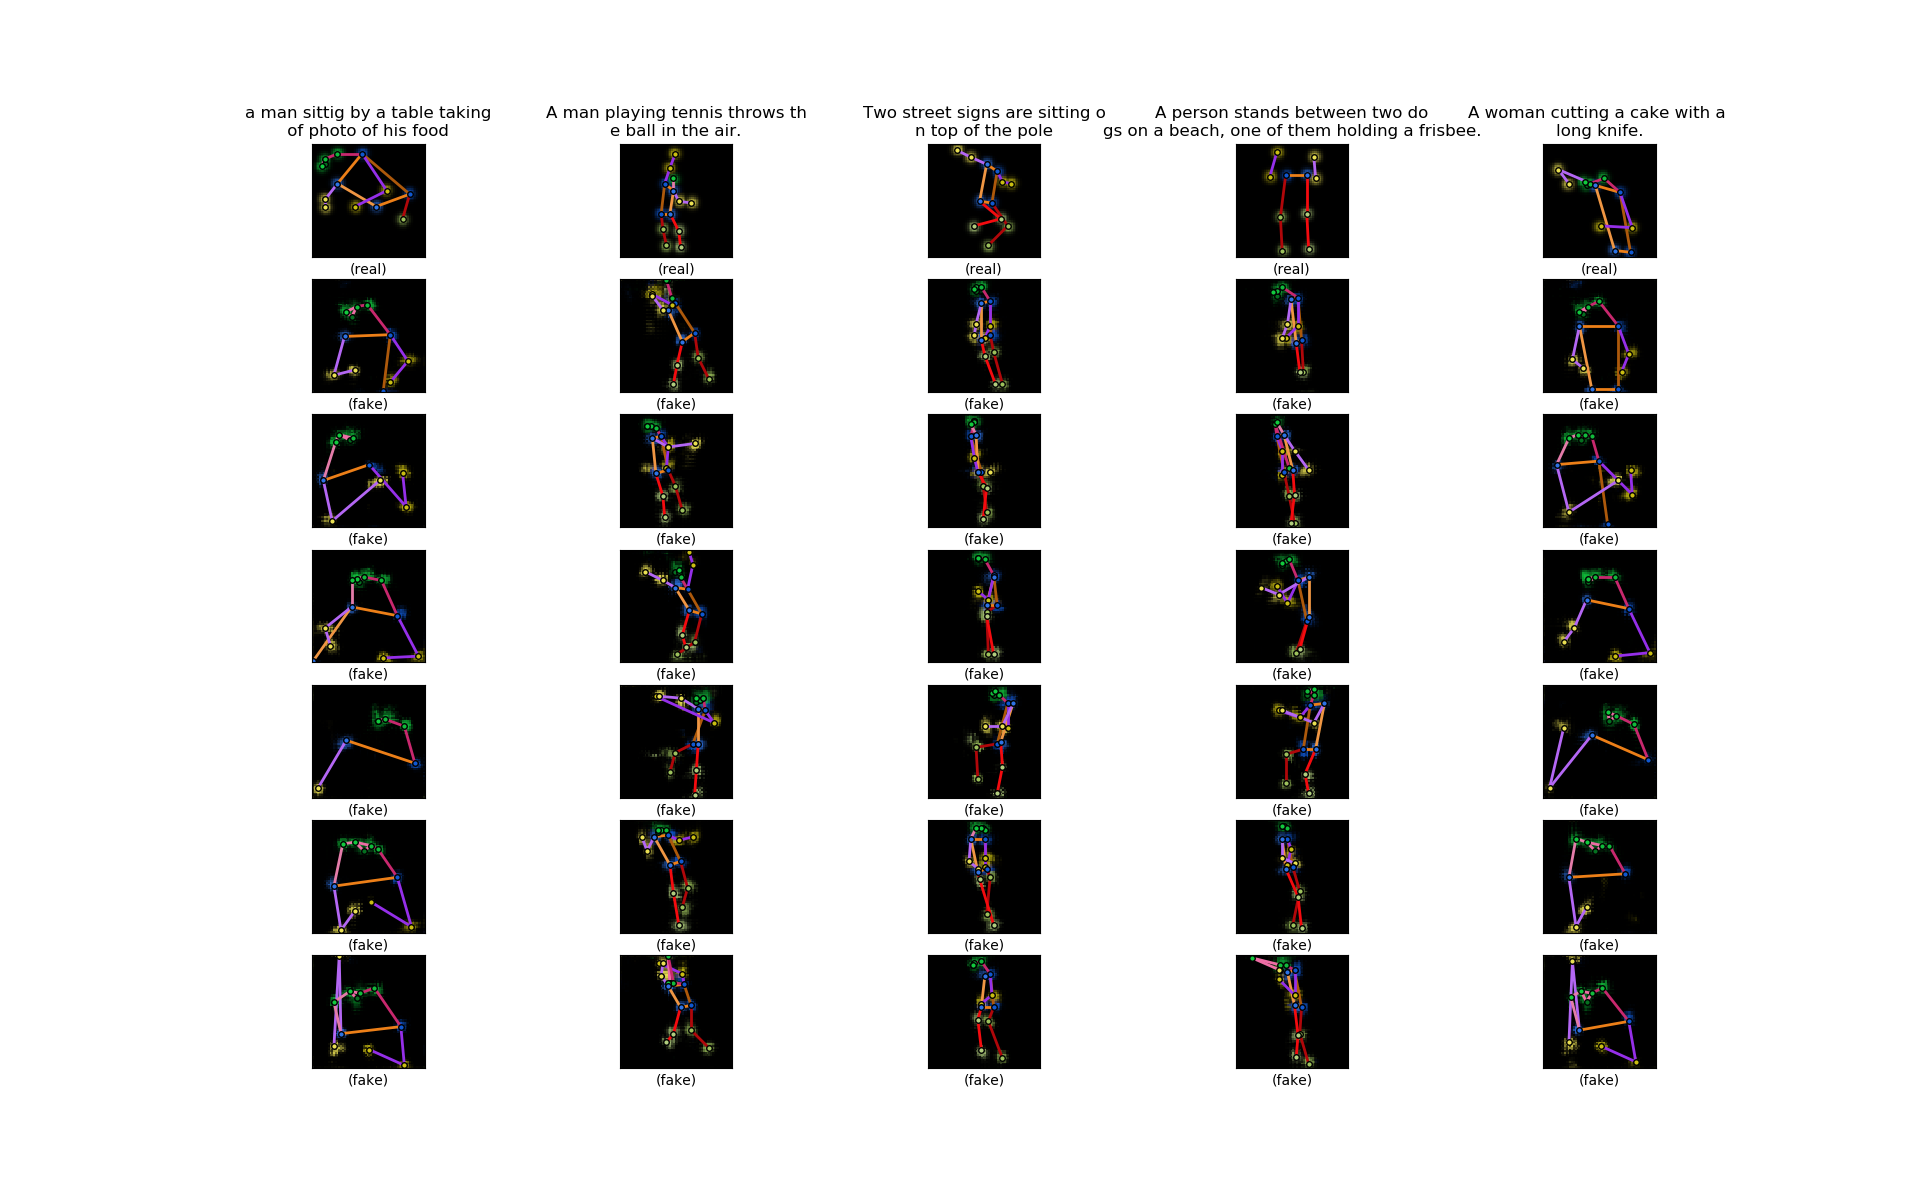 a man sittig by a table taking
of photo of his food
A man playing tennis throws th
e ball in the air.
Two street signs are sitting o
n top of the pole
A person stands between two do
gs on a beach, one of them holding a frisbee.
A woman cutting a cake with a
long knife.
(real) (real) (real) (real) (real)
(fake) (fake) (fake) (fake) (fake)
(fake) (fake) (fake) (fake) (fake)
(fake) (fake) (fake) (fake) (fake)
(fake) (fake) (fake) (fake) (fake)
(fake) (fake) (fake) (fake) (fake)
(fake) (fake) (fake) (fake) (fake)